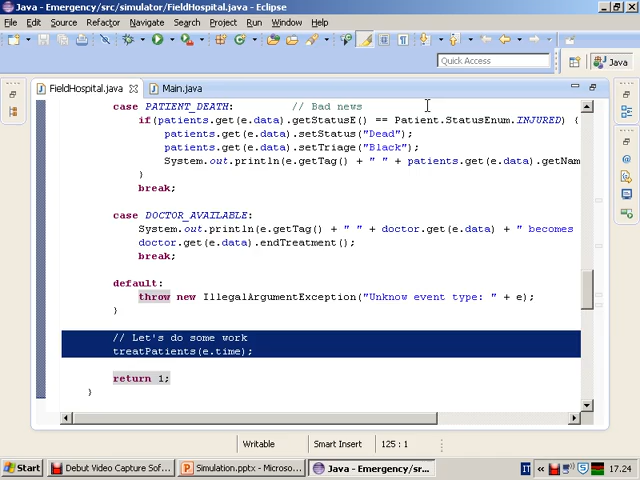 Java - Emergency/src/simulator/FieldHospital.java - Eclipse
File Edit Source Refactor Navigate Search Project Run Window Help
Quick Access
Java
FieldHospital.java
Main.java
case PATIENT_DEATH: // Bad news
if(patients.get(e.data).getStatusE() == Patient.StatusEnum.INJURED) {
patients.get(e.data).setStatus("Dead");
patients.get(e.data).setTriage("Black");
System.out.println(e.getTag() + " " + patients.get(e.data).getNam
}
break;
case DOCTOR_AVAILABLE:
System.out.println(e.getTag() + " " + doctor.get(e.data) + " becomes
doctor.get(e.data).endTreatment();
break;
default:
throw new IllegalArgumentException("Unknow event type: " + e);
}
// Let's do some work
treatPatients(e.time);
return 1;
}
Writable
Smart Insert
125 : 1
Start
Debut Video Capture Sof...
Simulation.pptx - Microso...
Java - Emergency/sr...
IT
17.24